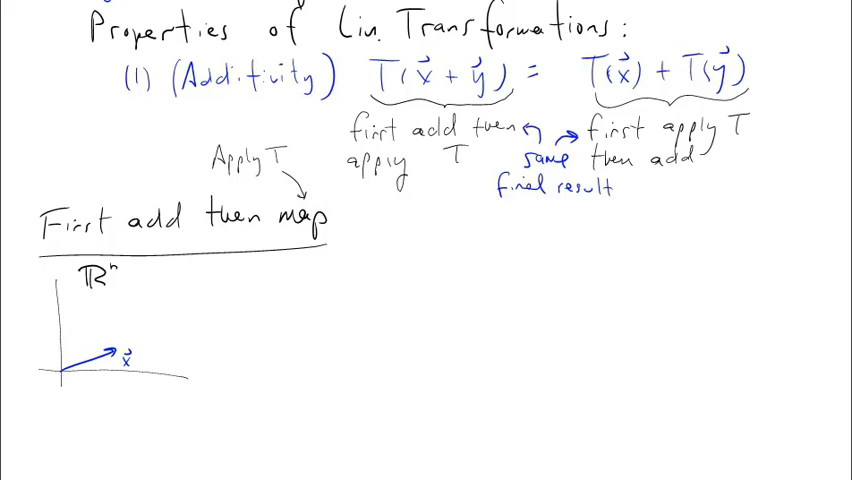 Properties of Lin. Transformations:
(1) (Additivity) T(x⃗ + y⃗) = T(x⃗) + T(y⃗)
first add then apply T
same final result
first apply T then add
Apply T
First add then map
ℝⁿ
x⃗